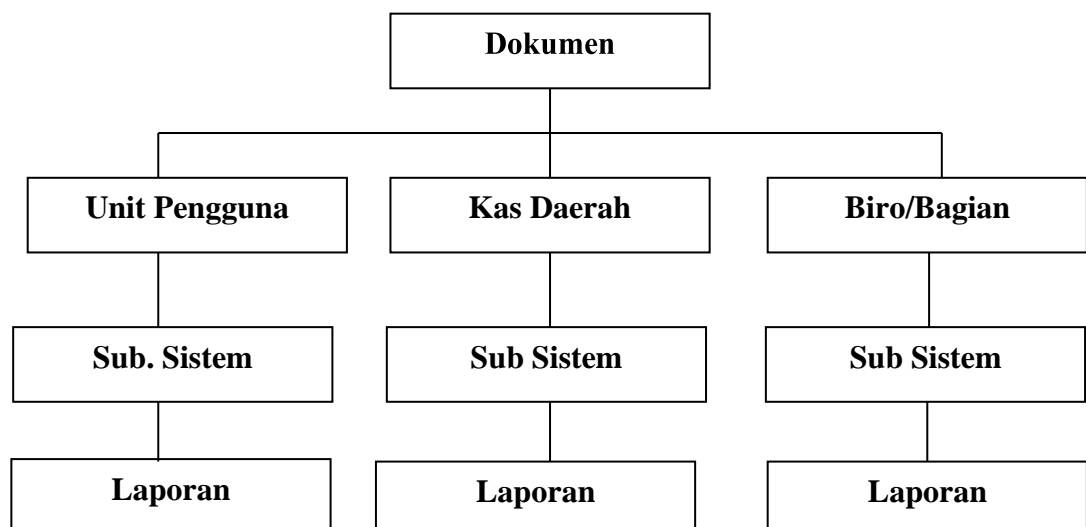 Dokumen
Unit Pengguna
Kas Daerah
Biro/Bagian
Sub. Sistem
Sub Sistem
Sub Sistem
Laporan
Laporan
Laporan